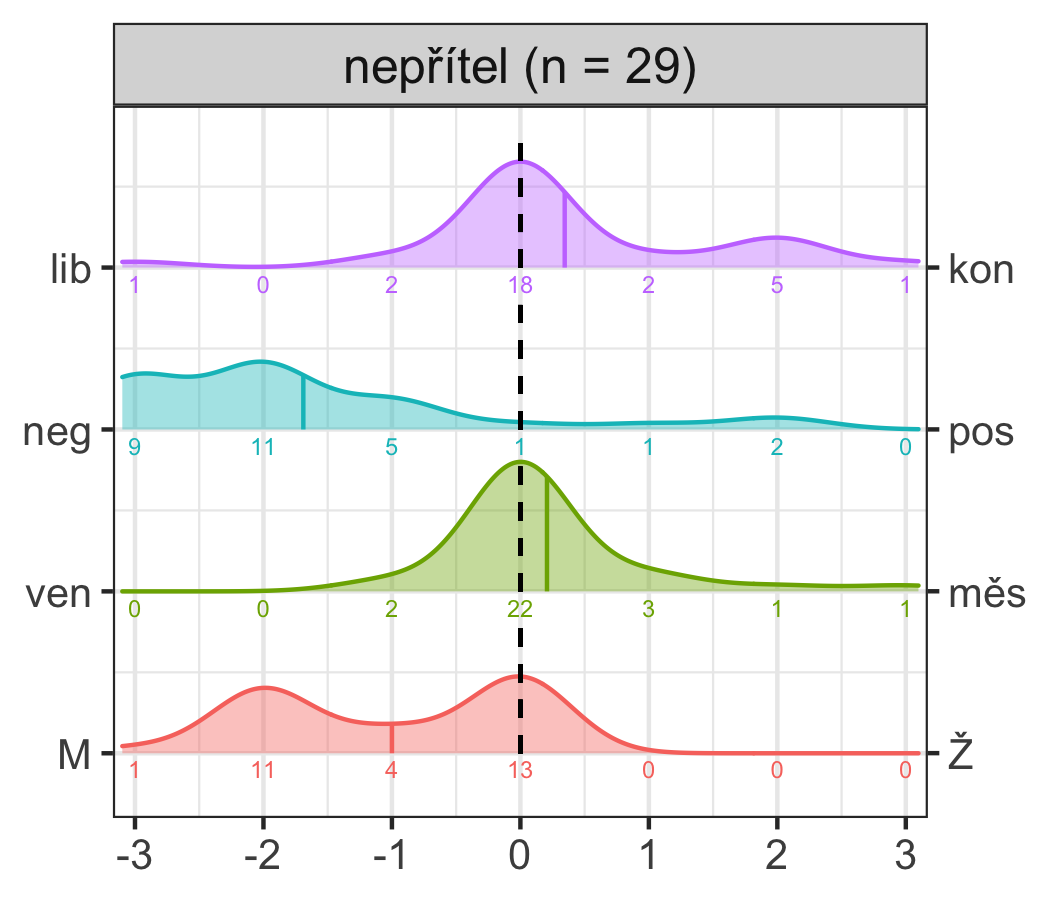 nepřítel (n = 29)
lib kon
1 0 2 18 2 5 1
neg pos
9 11 5 1 1 2 0
ven měs
0 0 2 22 3 1 1
M Ž
1 11 4 13 0 0 0
-3 -2 -1 0 1 2 3